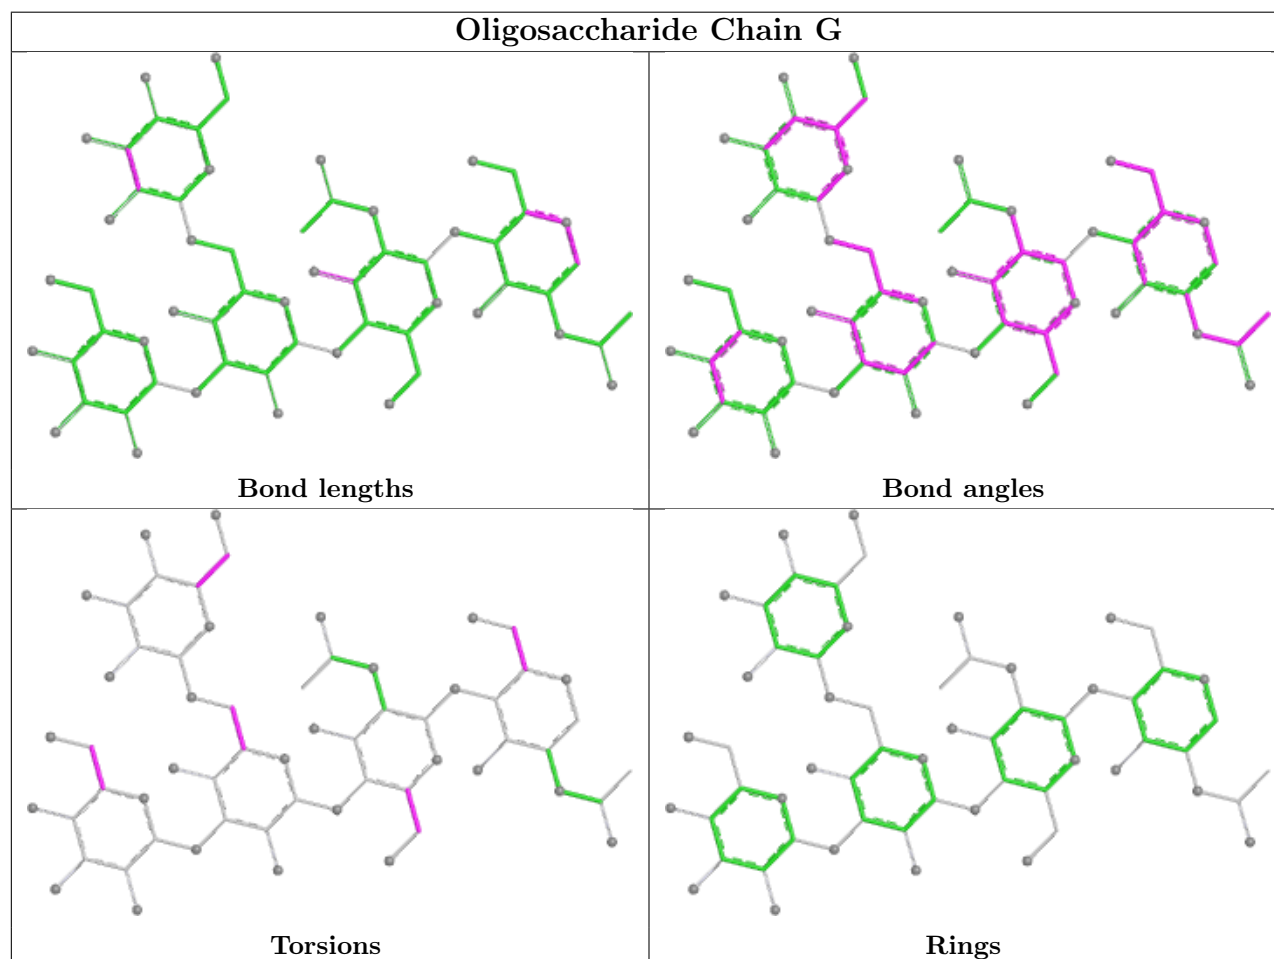 Oligosaccharide Chain G
Bond lengths
Bond angles
Torsions
Rings